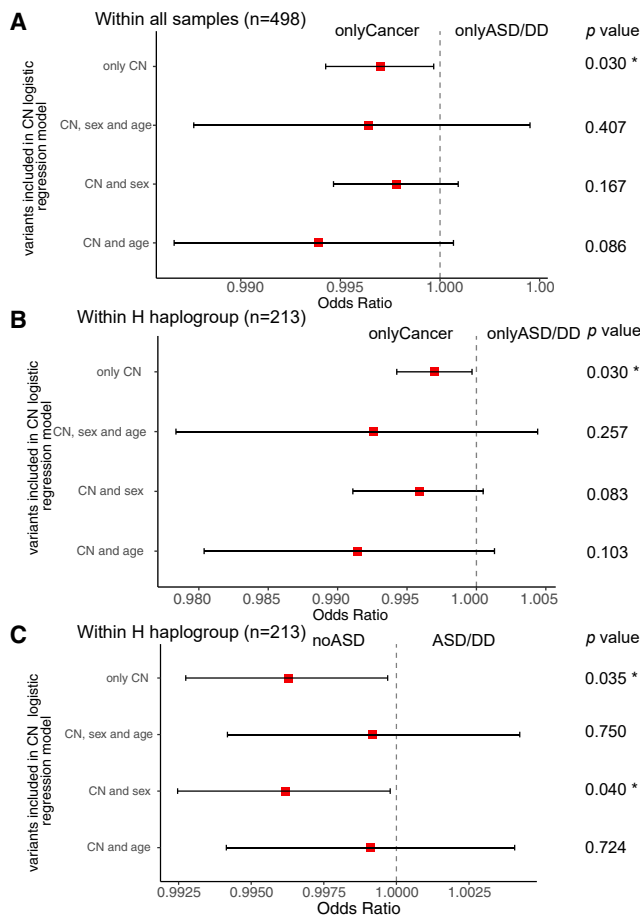 A
Within all samples (n=498)
onlyCancer
onlyASD/DD
p value
variants included in CN logistic
regression model
only CN
0.030 *
CN, sex and age
0.407
CN and sex
0.167
CN and age
0.086
0.990
0.995
1.000
1.00
Odds Ratio
B
Within H haplogroup (n=213)
onlyCancer
onlyASD/DD
p value
variants included in CN logistic
regression model
only CN
0.030 *
CN, sex and age
0.257
CN and sex
0.083
CN and age
0.103
0.980
0.985
0.990
0.995
1.000
1.005
Odds Ratio
C
Within H haplogroup (n=213)
noASD
ASD/DD
p value
variants included in CN logistic
regression model
only CN
0.035 *
CN, sex and age
0.750
CN and sex
0.040 *
CN and age
0.724
0.9925
0.9950
0.9975
1.0000
1.0025
Odds Ratio